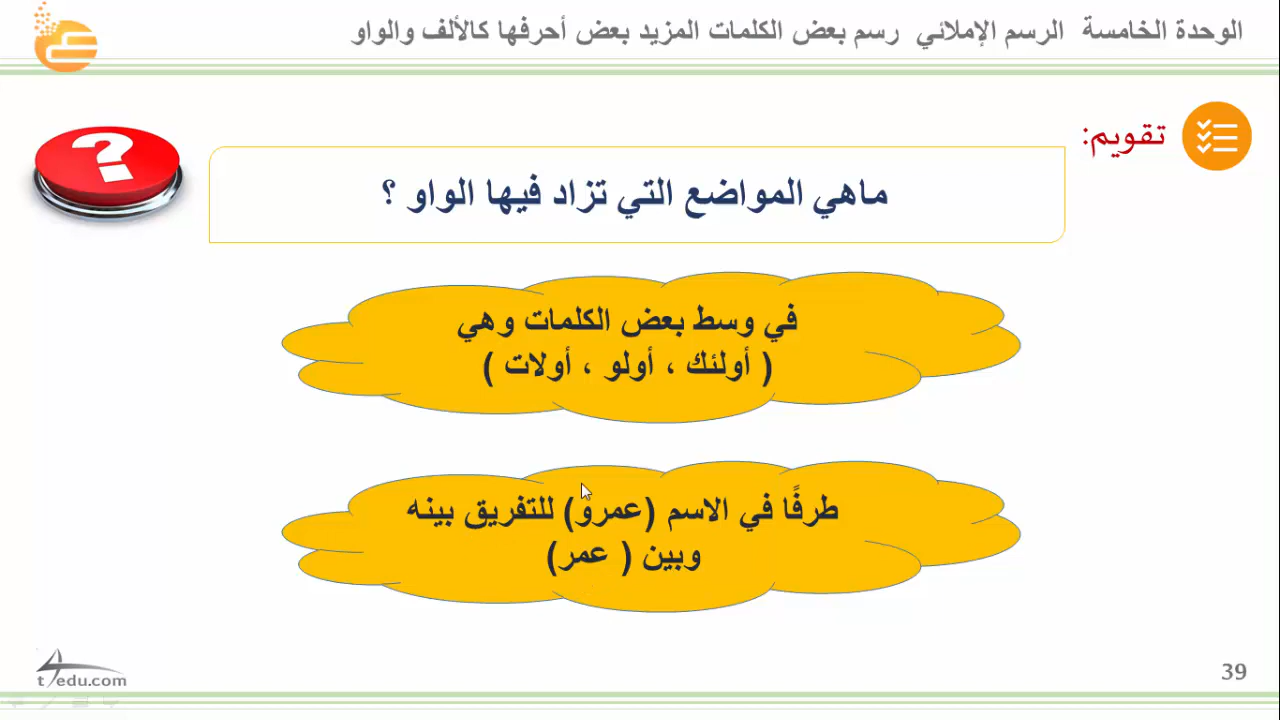 الوحدة الخامسة الرسم الإملائي رسم بعض الكلمات المزيد بعض أحرفها كالألف والواو
تقويم:
ماهي المواضع التي تزاد فيها الواو ؟
في وسط بعض الكلمات وهي
( أولئك ، أولو ، أولات )
طرفًا في الاسم (عمرو) للتفريق بينه
وبين ( عمر)
t4edu.com
39